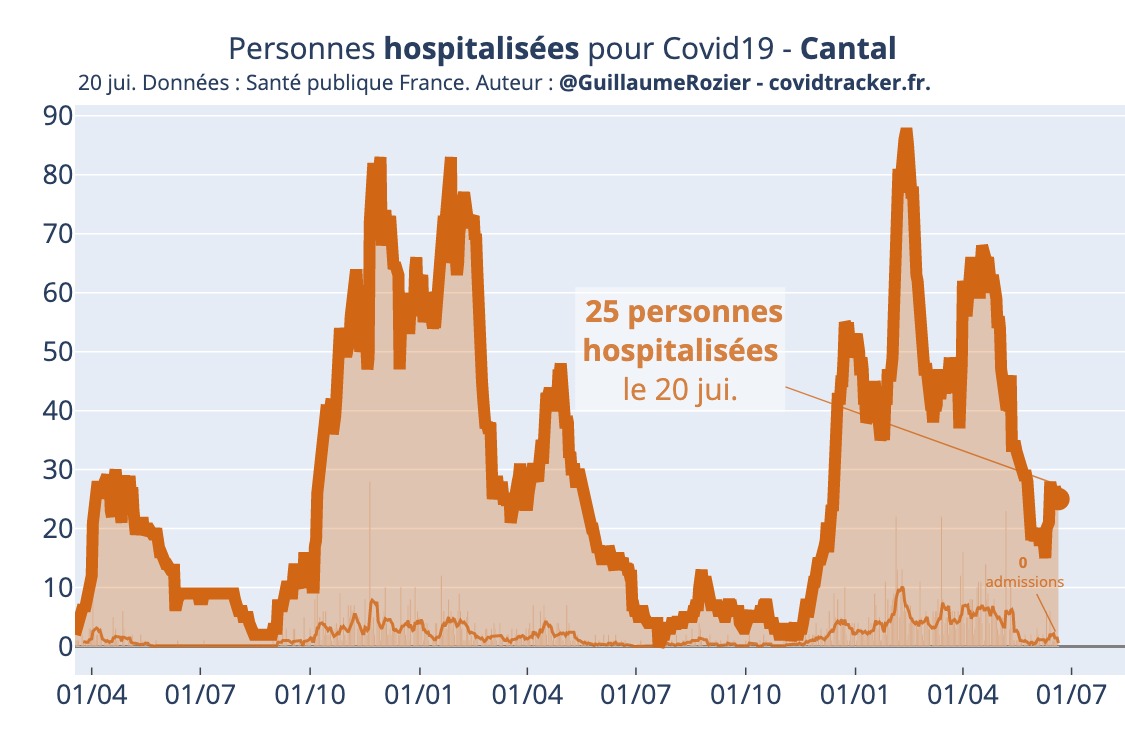 Personnes hospitalisées pour Covid19 - Cantal
20 jui. Données : Santé publique France. Auteur : @GuillaumeRozier - covidtracker.fr.
90
80
70
60
50
40
30
20
10
0
25 personnes
hospitalisées
le 20 jui.
0
admissions
01/04 01/07 01/10 01/01 01/04 01/07 01/10 01/01 01/04 01/07